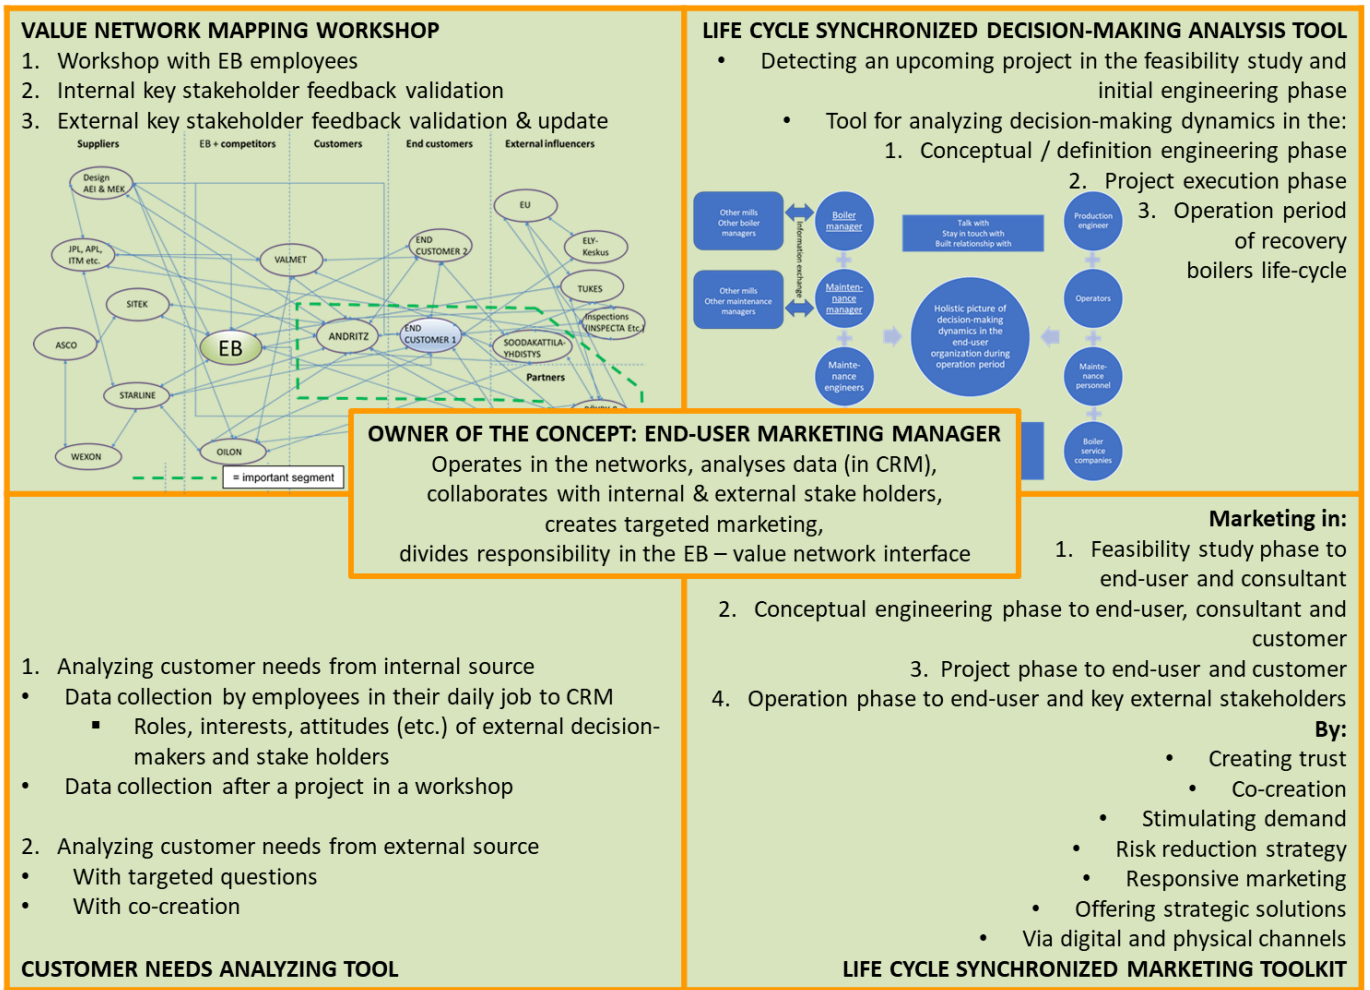 VALUE NETWORK MAPPING WORKSHOP
1. Workshop with EB employees
2. Internal key stakeholder feedback validation
3. External key stakeholder feedback validation & update
Suppliers
EB + competitors
Customers
End customers
External influencers
Design
AEI & MEK
EU
JPL, APL,
ITM etc.
VALMET
END
CUSTOMER 2
ELY-
Keskus
TUKES
SITEK
Inspections
(INSPECTA Etc.)
ASCO
EB
ANDRITZ
END
CUSTOMER 1
SOODAKATTILA-
YHDISTYS
Partners
STARLINE
WEXON
OILON
= important segment
LIFE CYCLE SYNCHRONIZED DECISION-MAKING ANALYSIS TOOL
• Detecting an upcoming project in the feasibility study and
initial engineering phase
• Tool for analyzing decision-making dynamics in the:
1. Conceptual / definition engineering phase
2. Project execution phase
3. Operation period
of recovery
boilers life-cycle
Other mills
Other boiler
managers
Information exchange
Boiler
manager
Talk with
Stay in touch with
Built relationship with
Production
engineer
Other mills
Other maintenance
managers
Mainten-
nance
manager
Holistic picture of
decision-making
dynamics in the
end-user
organization during
operation period
Operators
Mainte-
nance
engineers
Mainte-
nance
personnel
Boiler
service
companies
OWNER OF THE CONCEPT: END-USER MARKETING MANAGER
Operates in the networks, analyses data (in CRM),
collaborates with internal & external stake holders,
creates targeted marketing,
divides responsibility in the EB – value network interface
1. Analyzing customer needs from internal source
• Data collection by employees in their daily job to CRM
▪ Roles, interests, attitudes (etc.) of external decision-
makers and stake holders
• Data collection after a project in a workshop
2. Analyzing customer needs from external source
• With targeted questions
• With co-creation
CUSTOMER NEEDS ANALYZING TOOL
Marketing in:
1. Feasibility study phase to
end-user and consultant
2. Conceptual engineering phase to end-user, consultant and
customer
3. Project phase to end-user and customer
4. Operation phase to end-user and key external stakeholders
By:
• Creating trust
• Co-creation
• Stimulating demand
• Risk reduction strategy
• Responsive marketing
• Offering strategic solutions
• Via digital and physical channels
LIFE CYCLE SYNCHRONIZED MARKETING TOOLKIT